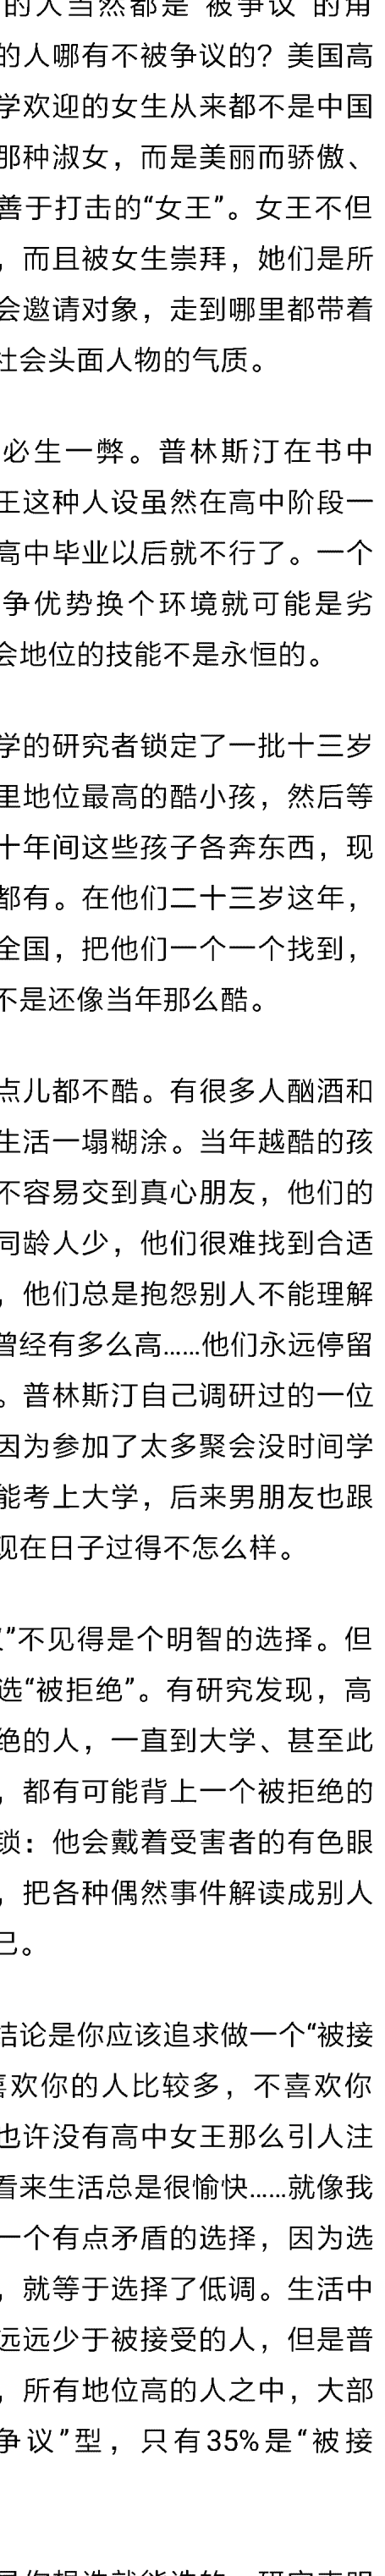 的人当然都是“被争议”的角
的人哪有不被争议的？美国高
学欢迎的女生从来都不是中国
那种淑女，而是美丽而骄傲、
善于打击的“女王”。女王不但
，而且被女生崇拜，她们是所
会邀请对象，走到哪里都带着
社会头面人物的气质。
必生一弊。普林斯汀在书中
王这种人设虽然在高中阶段一
高中毕业以后就不行了。一个
争优势换个环境就可能是劣
会地位的技能不是永恒的。
学的研究者锁定了一批十三岁
里地位最高的酷小孩，然后等
十年间这些孩子各奔东西，现
都有。在他们二十三岁这年，
全国，把他们一个一个找到，
不是还像当年那么酷。
点儿都不酷。有很多人酗酒和
生活一塌糊涂。当年越酷的孩
不容易交到真心朋友，他们的
同龄人少，他们很难找到合适
，他们总是抱怨别人不能理解
曾经有多么高……他们永远停留
。普林斯汀自己调研过的一位
因为参加了太多聚会没时间学
能考上大学，后来男朋友也跟
现在日子过得不怎么样。
”不见得是个明智的选择。但
选“被拒绝”。有研究发现，高
绝的人，一直到大学、甚至此
，都有可能背上一个被拒绝的
锁：他会戴着受害者的有色眼
，把各种偶然事件解读成别人
己。
结论是你应该追求做一个“被接
喜欢你的人比较多，不喜欢你
也许没有高中女王那么引人注
看来生活总是很愉快……就像我
一个有点矛盾的选择，因为选
，就等于选择了低调。生活中
远远少于被接受的人，但是普
，所有地位高的人之中，大部
争议”型，只有35%是“被接